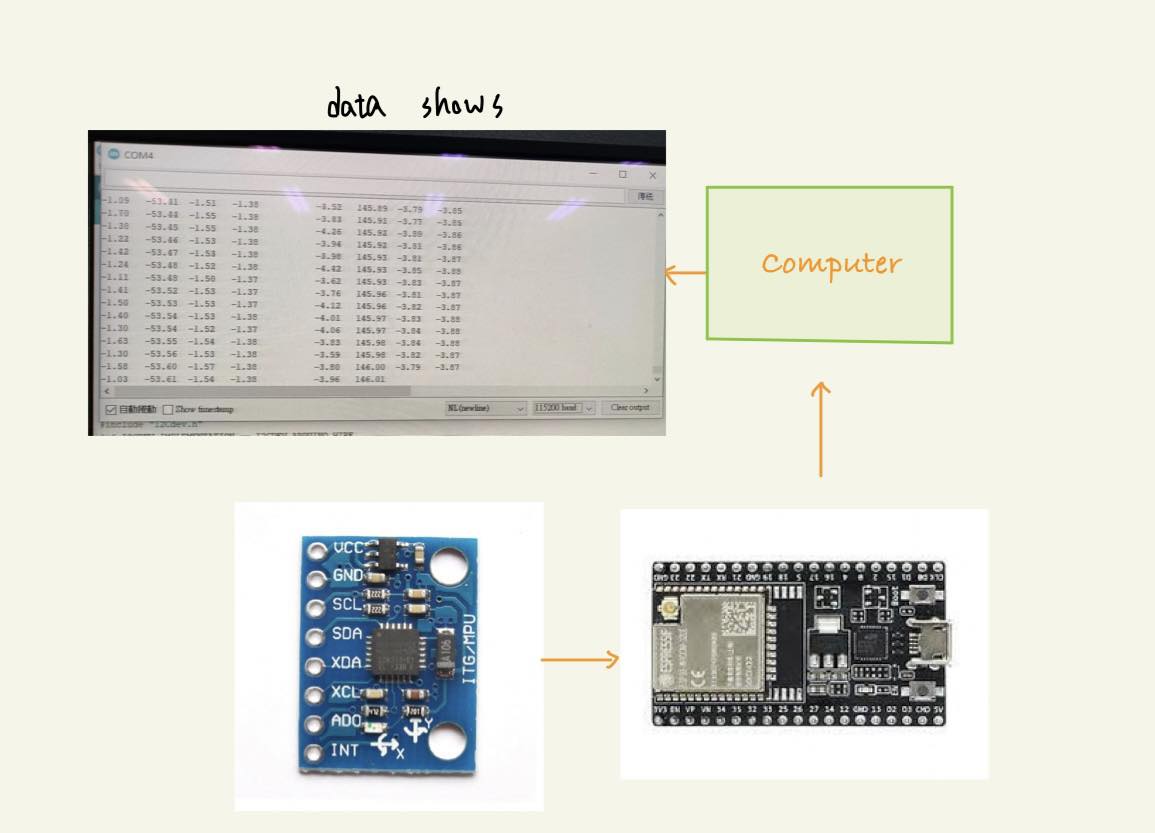 data shows
COM4
停紙
-1.09 -53.41 -1.51 -1.38 -3.52 145.89 -3.79 -3.85
-1.70 -53.44 -1.55 -1.38 -3.83 145.91 -3.77 -3.85
-1.38 -53.45 -1.55 -1.38 -4.26 145.92 -3.80 -3.86
-1.22 -53.46 -1.53 -1.38 -3.94 145.92 -3.81 -3.86
-1.42 -53.47 -1.53 -1.38 -3.98 145.93 -3.81 -3.87
-1.24 -53.48 -1.52 -1.38 -4.42 145.93 -3.85 -3.88
-1.11 -53.48 -1.50 -1.37 -3.62 145.93 -3.83 -3.87
-1.41 -53.52 -1.53 -1.37 -3.76 145.96 -3.81 -3.87
-1.50 -53.53 -1.53 -1.37 -4.12 145.96 -3.82 -3.87
-1.40 -53.54 -1.53 -1.38 -4.01 145.97 -3.83 -3.88
-1.30 -53.54 -1.52 -1.37 -4.06 145.97 -3.84 -3.88
-1.63 -53.55 -1.54 -1.38 -3.83 145.98 -3.84 -3.88
-1.30 -53.56 -1.53 -1.38 -3.59 145.98 -3.82 -3.87
-1.58 -53.60 -1.57 -1.38 -3.80 146.00 -3.79 -3.87
-1.03 -53.61 -1.54 -1.38 -3.96 146.01
自動捲動 Show timestamp NL(newline) 115200 baud Clear output
#include "I2Cdev.h"
Computer
VCC
GND
SCL
SDA
XDA
XCL
ADO
INT
222
222
A106
ITG/MPU
X
Y
GND 23 22 TX RX 21 GND 19 18 5 17 16 4 0 2 15 D1 D0 CLK
Boot
ESPRESSIF
CE
3V3 EN VP VN 34 35 32 33 25 26 27 14 12 GND 13 D2 D3 CMD 5V